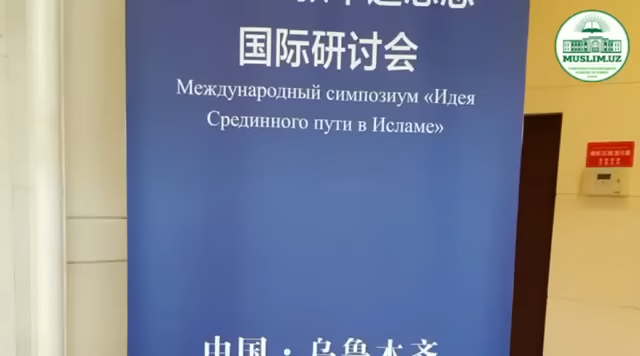 国际研讨会
Международный симпозиум «Идея
Срединного пути в Исламе»
中国·乌鲁木齐
MUSLIM.UZ